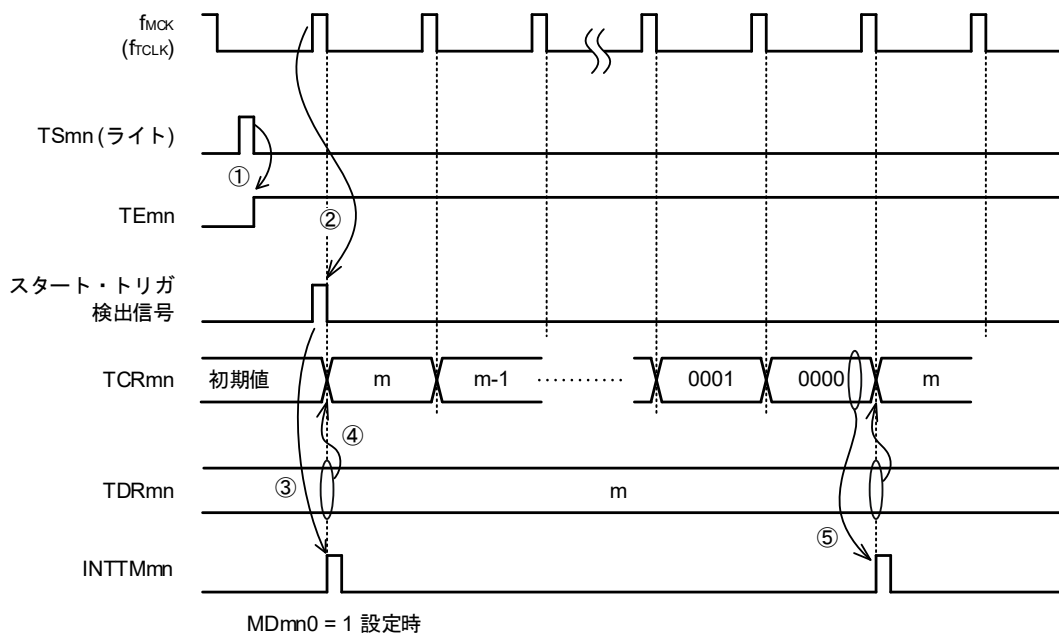 fMCK
(fTCLK)
TSmn (ライト)
①
TEmn
②
スタート・トリガ
検出信号
TCRmn 初期値 m m-1 ·········· 0001 0000 m
④
TDRmn ③ m
⑤
INTTMmn
MDmn0 = 1 設定時